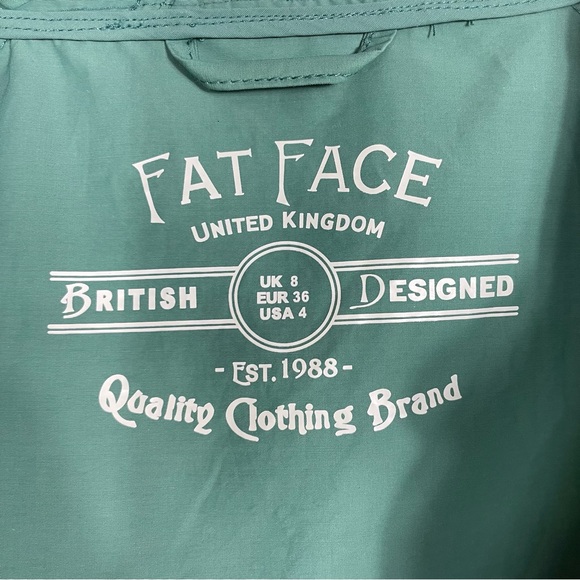 FAT FACE
UNITED KINGDOM
BRITISH
UK 8
EUR 36
USA 4
DESIGNED
- EST. 1988 -
Quality Clothing Brand